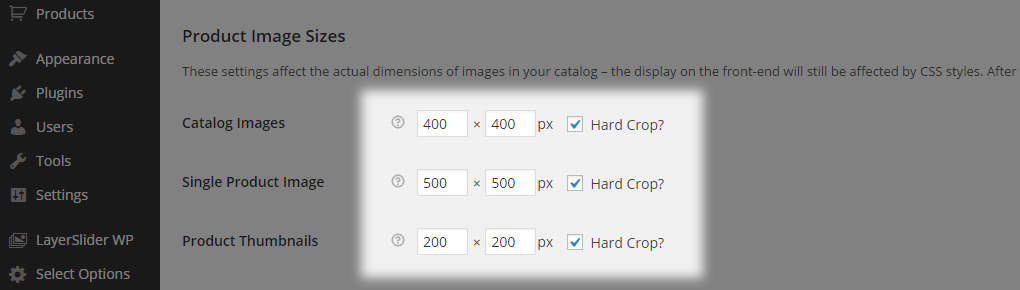 Products
Appearance
Plugins
Users
Tools
Settings
LayerSlider WP
Select Options
Product Image Sizes
These settings affect the actual dimensions of images in your catalog – the display on the front-end will still be affected by CSS styles. After
Catalog Images ? 400 × 400 px Hard Crop?
Single Product Image ? 500 × 500 px Hard Crop?
Product Thumbnails ? 200 × 200 px Hard Crop?